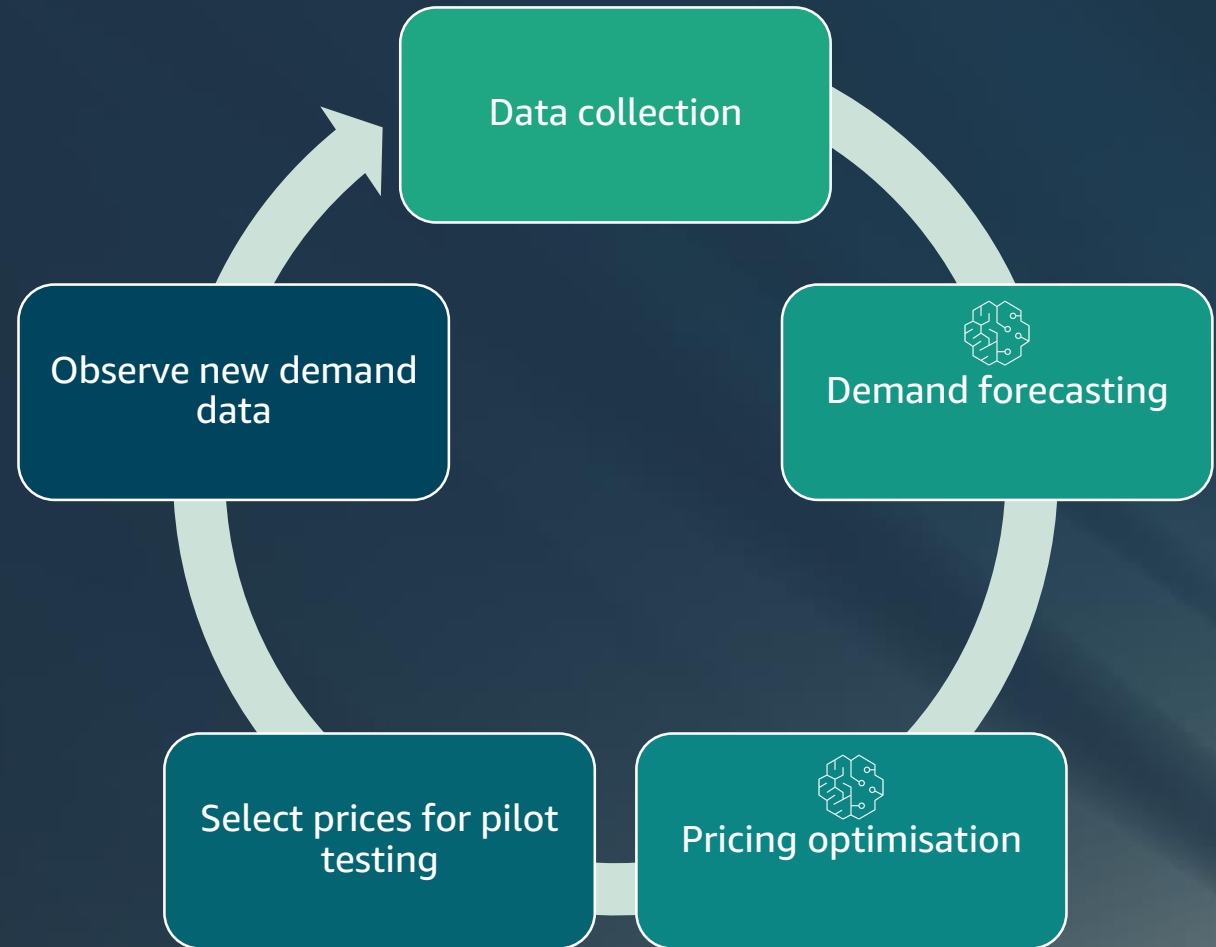 Data collection
Demand forecasting
Pricing optimisation
Select prices for pilot
testing
Observe new demand
data